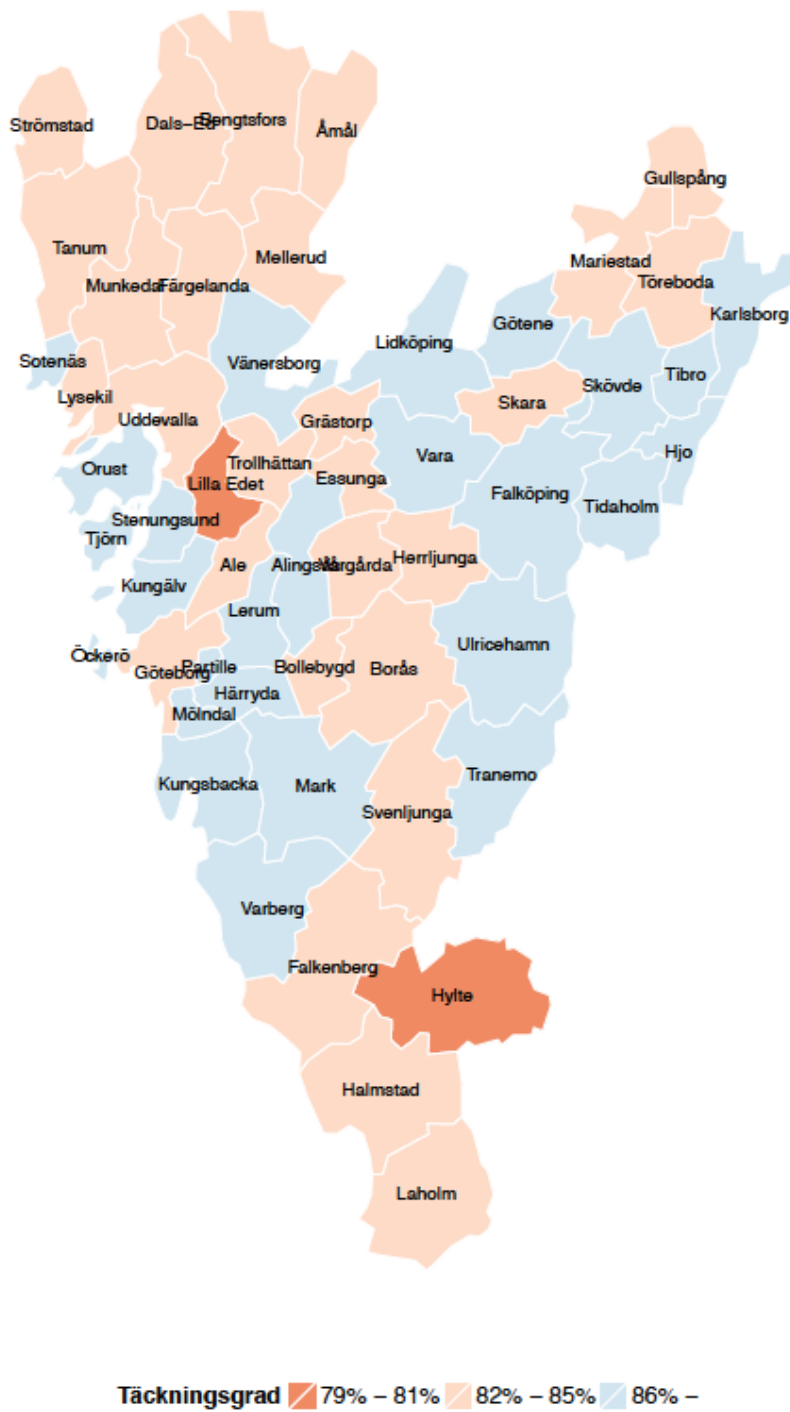 Strömstad
Dals–Ed
Bengtsfors
Åmål
Gullspång
Tanum
Mellerud
Mariestad
Munkedal
Färgelanda
Töreboda
Karlsborg
Götene
Lidköping
Sotenäs
Vänersborg
Tibro
Skövde
Lysekil
Skara
Uddevalla
Grästorp
Hjo
Vara
Trollhättan
Orust
Essunga
Lilla Edet
Falköping
Tidaholm
Stenungsund
Tjörn
Herrljunga
Ale
Alingsås
Vårgårda
Kungälv
Lerum
Ulricehamn
Öckerö
Partille
Bollebygd
Borås
Göteborg
Härryda
Mölndal
Tranemo
Kungsbacka
Mark
Svenljunga
Varberg
Falkenberg
Hylte
Halmstad
Laholm
Täckningsgrad 79% – 81% 82% – 85% 86% –